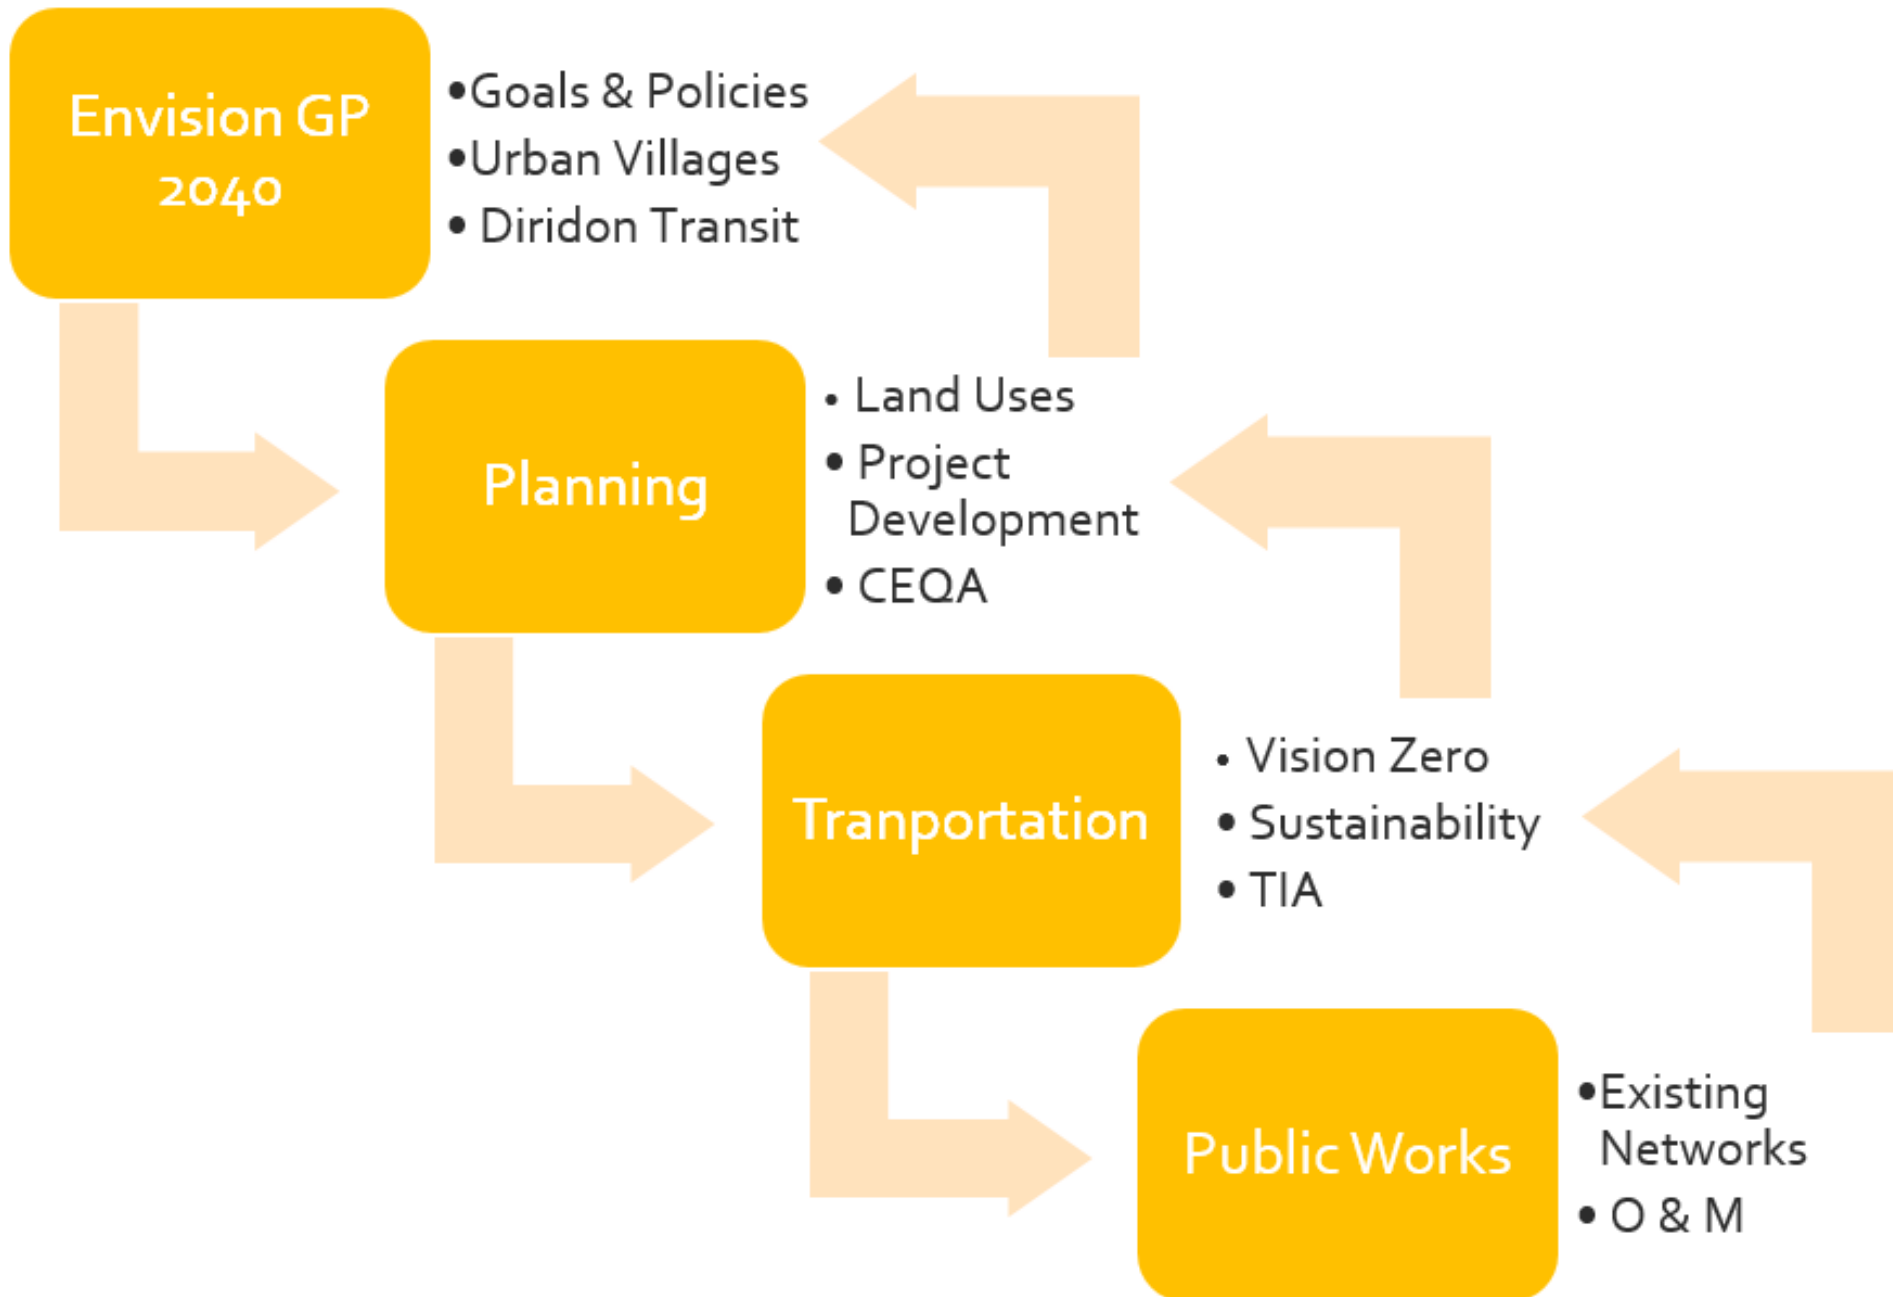 Envision GP
2040
•Goals & Policies
•Urban Villages
• Diridon Transit
Planning
• Land Uses
• Project
Development
• CEQA
Tranportation
• Vision Zero
• Sustainability
• TIA
Public Works
•Existing
Networks
• O & M